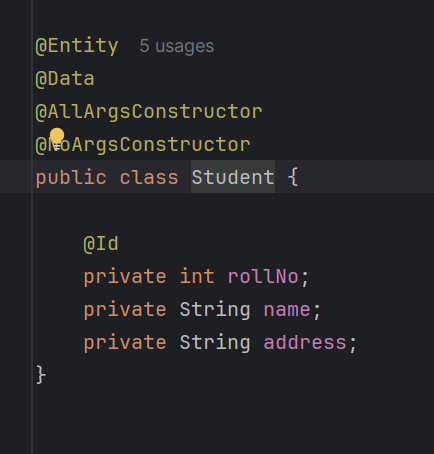 @Entity 5 usages
@Data
@AllArgsConstructor
@NoArgsConstructor
public class Student {
@Id
private int rollNo;
private String name;
private String address;
}